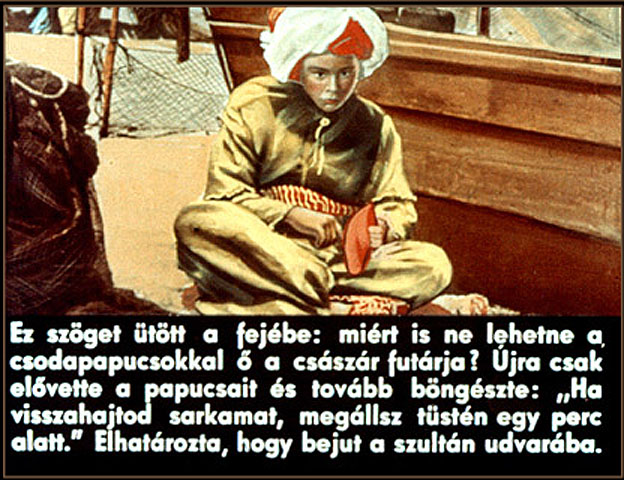 Ez szöget ütött a fejébe: miért is ne lehetne a
csodapapucsokkal ő a császár futárja? Újra csak
elővette a papucsait és tovább böngészte: „Ha
visszahajtod sarkamat, megállsz tüstén egy perc
alatt.” Elhatározta, hogy bejut a szultán udvarába.